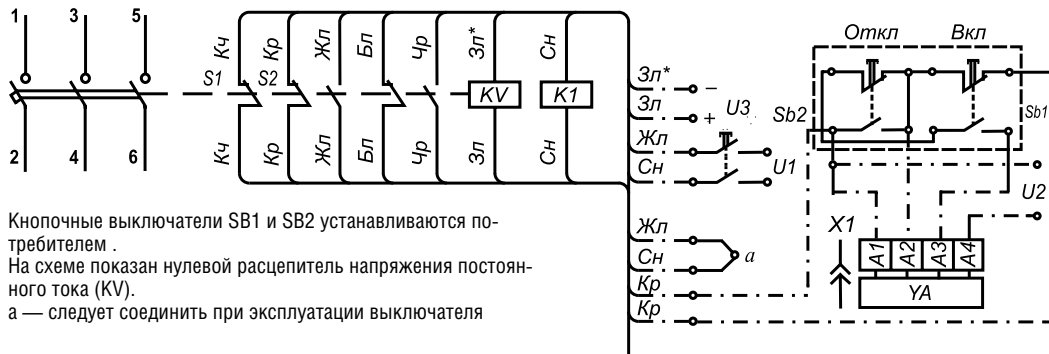 1 3 5
2 4 6
S1 S2
Кч Кр Жл Бл Чр Зл* Сн
KV K1
Кч Кр Жл Бл Чр Зл Сн
Зл* −
Зл +
Жл U3
Сн U1
Жл
Сн а
Кр
Кр
Откл Вкл
Sb2 Sb1
U2
X1
A1 A2 A3 A4
YA
Кнопочные выключатели SB1 и SB2 устанавливаются по-
требителем .
На схеме показан нулевой расцепитель напряжения постоян-
ного тока (KV).
а — следует соединить при эксплуатации выключателя